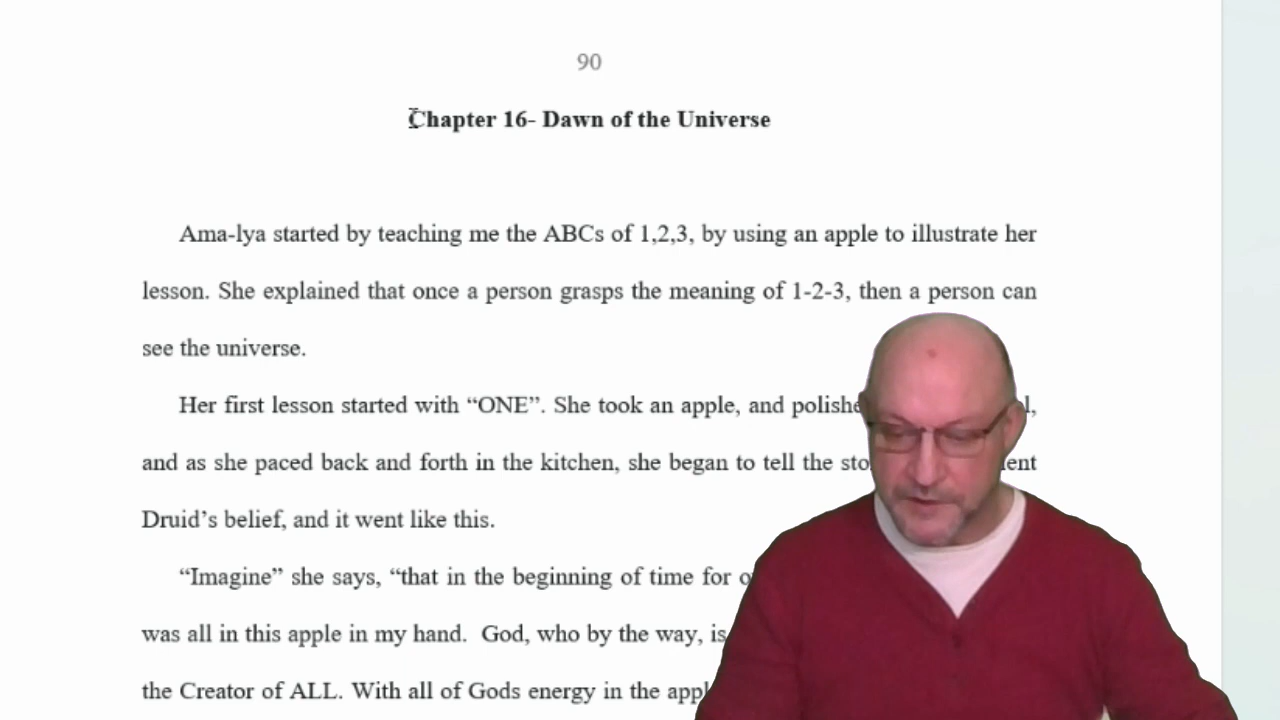 90
Chapter 16- Dawn of the Universe
Ama-lya started by teaching me the ABCs of 1,2,3, by using an apple to illustrate her
lesson. She explained that once a person grasps the meaning of 1-2-3, then a person can
see the universe.
Her first lesson started with “ONE”. She took an apple, and
and as she paced back and forth in the kitchen, she began to tell the
Druid’s belief, and it went like this.
“Imagine” she says, “that in the beginning of time for
was all in this apple in my hand.  God, who by the way, is
the Creator of ALL. With all of Gods energy in the